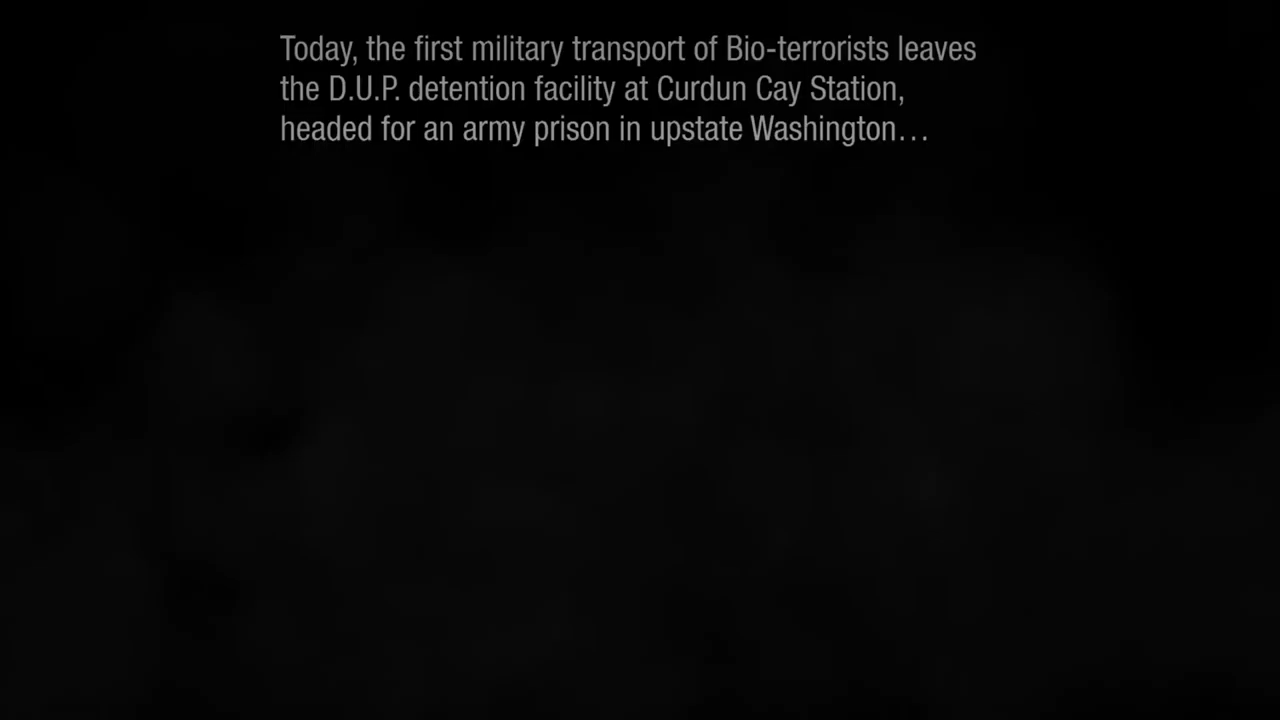 Today, the first military transport of Bio-terrorists leaves
the D.U.P. detention facility at Curdun Cay Station,
headed for an army prison in upstate Washington…